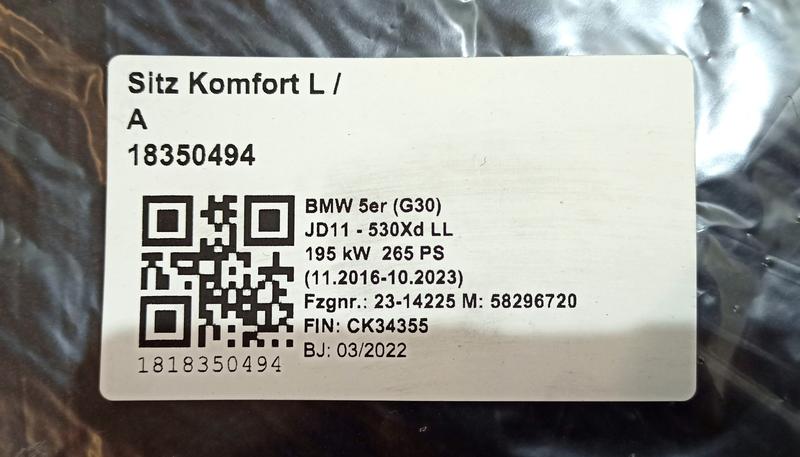 Sitz Komfort L /
A
18350494
BMW 5er (G30)
JD11 - 530Xd LL
195 kW 265 PS
(11.2016-10.2023)
Fzgnr.: 23-14225 M: 58296720
FIN: CK34355
BJ: 03/2022
1818350494